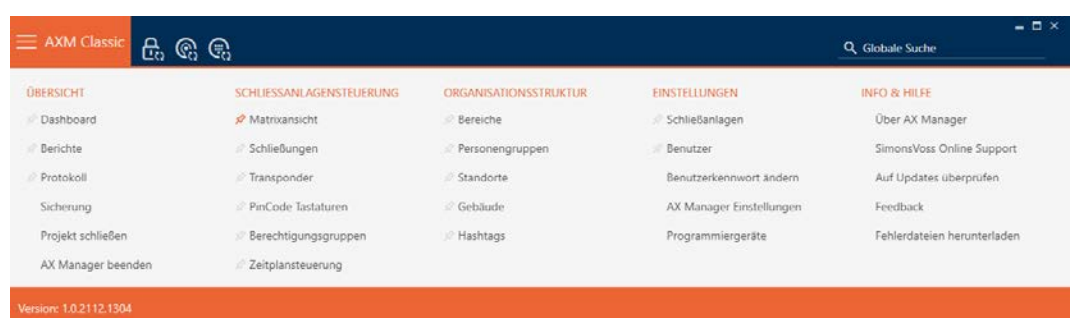 AXM Classic
Globale Suche
ÜBERSICHT
Dashboard
Berichte
Protokoll
Sicherung
Projekt schließen
AX Manager beenden
SCHLIESSANLAGENSTEUERUNG
Matrixansicht
Schließungen
Transponder
PinCode Tastaturen
Berechtigungsgruppen
Zeitplansteuerung
ORGANISATIONSSTRUKTUR
Bereiche
Personengruppen
Standorte
Gebäude
Hashtags
EINSTELLUNGEN
Schließanlagen
Benutzer
Benutzerkennwort ändern
AX Manager Einstellungen
Programmiergeräte
INFO & HILFE
Über AX Manager
SimonsVoss Online Support
Auf Updates überprüfen
Feedback
Fehlerdateien herunterladen
Version: 1.0.2112.1304